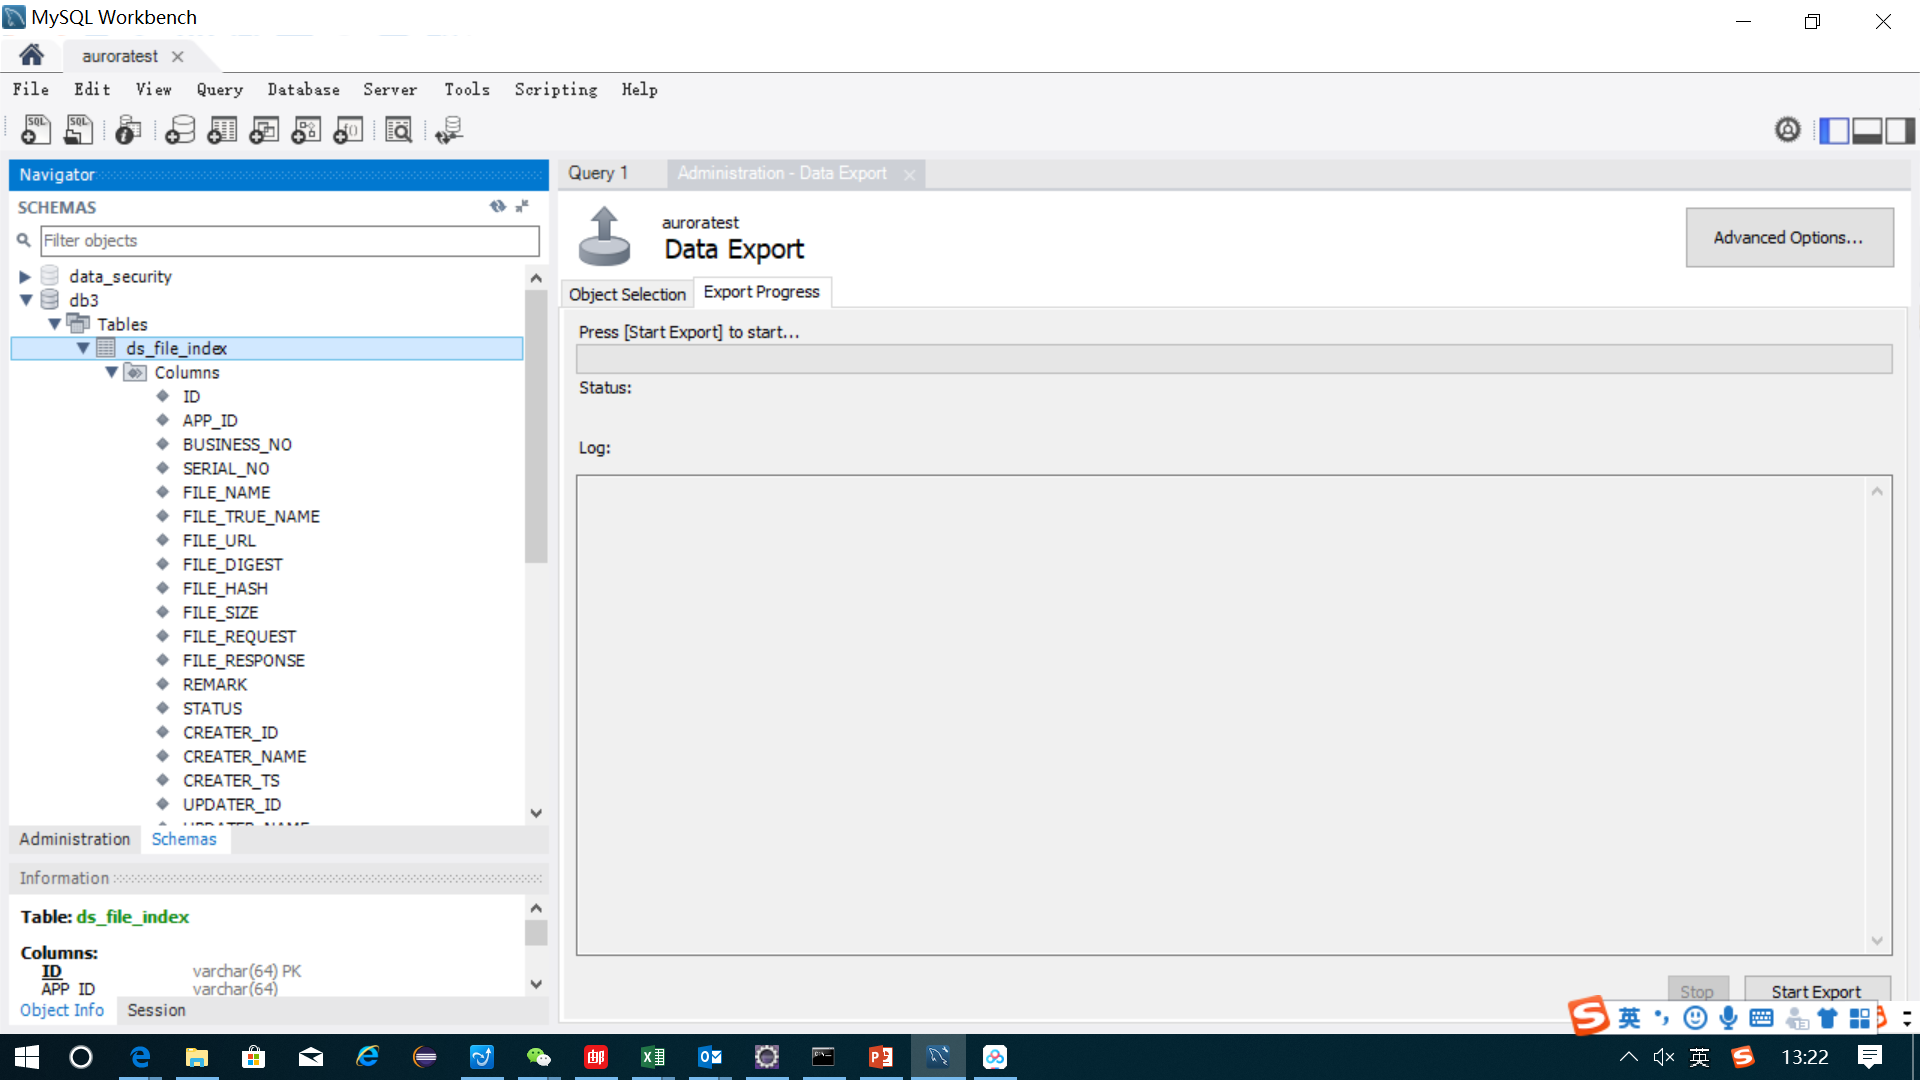 MySQL Workbench
auroratest
File Edit View Query Database Server Tools Scripting Help
Navigator
SCHEMAS
Filter objects
data_security
db3
Tables
ds_file_index
Columns
ID
APP_ID
BUSINESS_NO
SERIAL_NO
FILE_NAME
FILE_TRUE_NAME
FILE_URL
FILE_DIGEST
FILE_HASH
FILE_SIZE
FILE_REQUEST
FILE_RESPONSE
REMARK
STATUS
CREATER_ID
CREATER_NAME
CREATER_TS
UPDATER_ID
Administration Schemas
Information
Table: ds_file_index
Columns:
ID varchar(64) PK
APP_ID varchar(64)
Object Info Session
Query 1 Administration - Data Export
auroratest
Data Export
Advanced Options...
Object Selection Export Progress
Press [Start Export] to start...
Status:
Log:
Stop Start Export
英
英 13:22